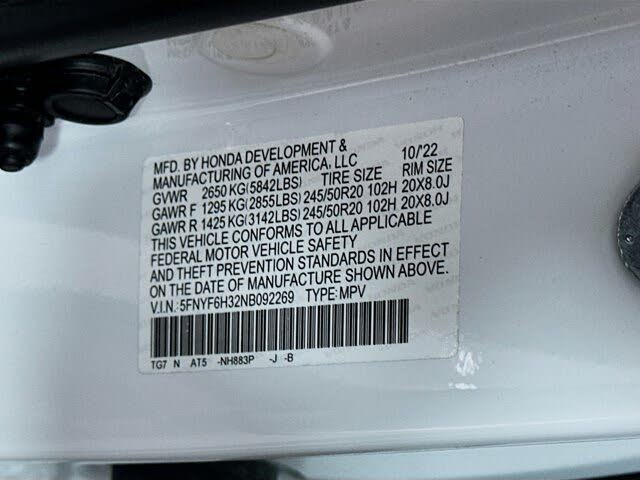 MFD. BY HONDA DEVELOPMENT & 10/'22
MANUFACTURING OF AMERICA, LLC
GVWR 2650 KG(5842LBS) TIRE SIZE RIM SIZE
GAWR F 1295 KG(2855LBS) 245/50R20 102H 20X8.0J
GAWR R 1425 KG(3142LBS) 245/50R20 102H 20X8.0J
THIS VEHICLE CONFORMS TO ALL APPLICABLE
FEDERAL MOTOR VEHICLE SAFETY
AND THEFT PREVENTION STANDARDS IN EFFECT
ON THE DATE OF MANUFACTURE SHOWN ABOVE.
V.I.N.: 5FNYF6H32NB092269 TYPE: MPV
TG7 N AT5 -NH883P -J -B